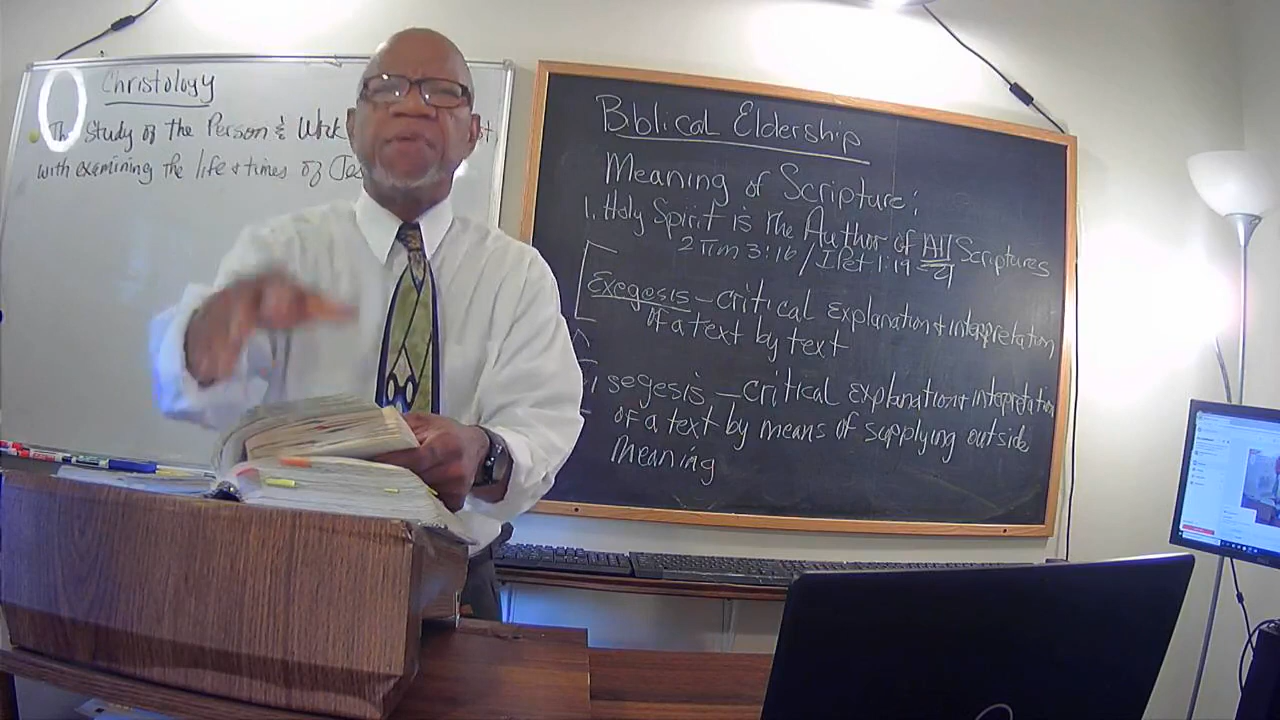 Christology
The Study of the Person & Work st
with examining the life & times of Jes
Biblical Eldership
Meaning of Scripture:
1. Holy Spirit is the Author of All Scriptures
2 Tim 3:16 / I Pet 1:19-21
Exegesis – critical explanation & interpretation
of a text by text
isegesis – critical explanation & interpretation
of a text by means of supplying outside
meaning